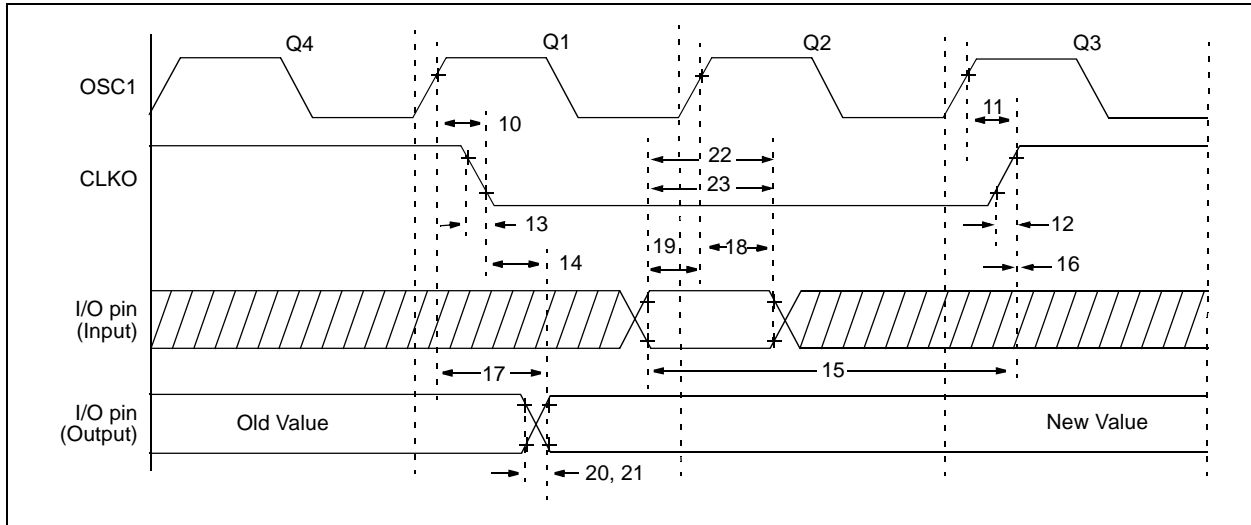 Q4 Q1 Q2 Q3
OSC1
10 11
22
CLKO
23
13 12
19 18
14 16
I/O pin
(Input)
17 15
I/O pin
(Output)
Old Value New Value
20, 21